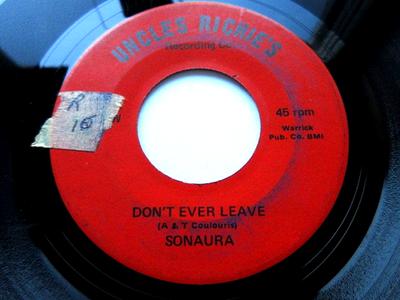 UNCLES RICHIE'S
Recording Co.
R
16
45 rpm
Warrick
Pub. Co. BMI
DON'T EVER LEAVE
(A & T Coulouris)
SONAURA